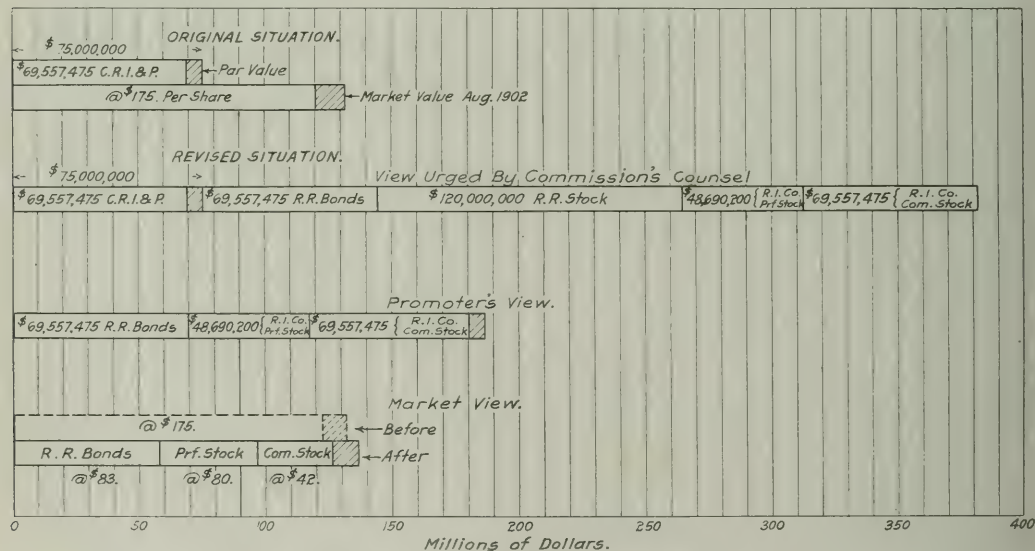 ORIGINAL SITUATION.
$75,000,000
$69,557,475 C.R.I.&P.
Par Value
@ $175. Per Share
Market Value Aug. 1902
REVISED SITUATION.
$75,000,000
View Urged By Commission's Counsel
$69,557,475 C.R.I.& P.
$69,557,475 R.R.Bonds
$120,000,000 R.R.Stock
$48,690,200 { R.I.Co. Prf.Stock
$69,557,475 { R.I. Co. Com. Stock
Promoter's View.
$69,557,475 R.R.Bonds
$48,690,200 { R.I.Co. Prf.Stock
$69,557,475 { R.I. Co. Com. Stock
Market View.
@ $175.
Before
R. R. Bonds
Prf. Stock
Com. Stock
After
@ $83.
@ $80.
@ $42.
0 50 100 150 200 250 300 350 400
Millions of Dollars.